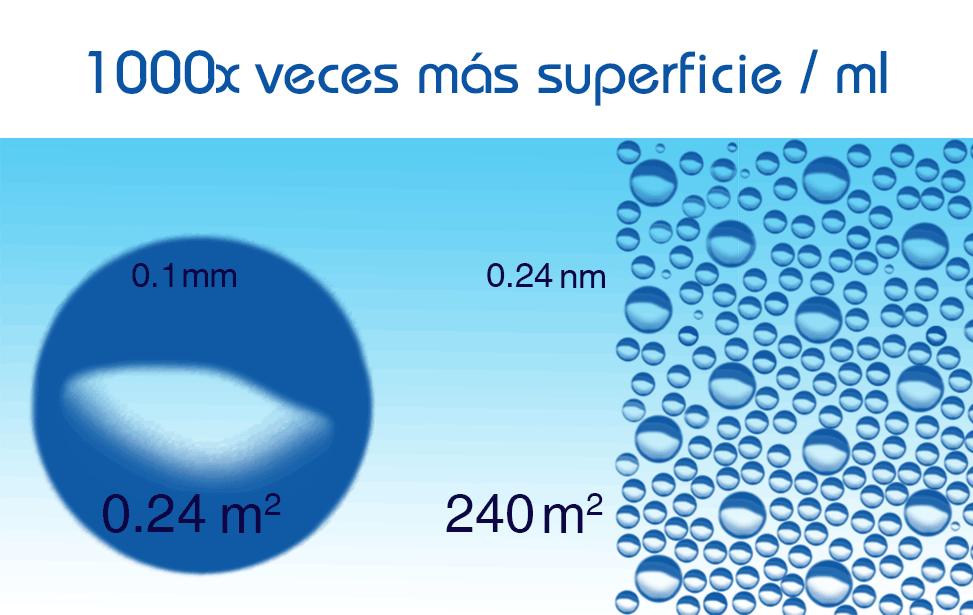 1000x veces más superficie / ml
0.1mm
0.24 nm
0.24 m²
240 m²